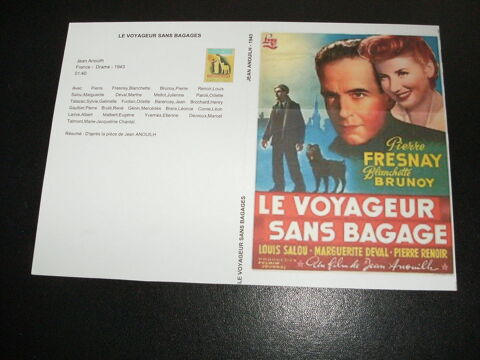 LE VOYAGEUR SANS BAGAGES
Jean Anouilh
France - Drame - 1943
01:40
Avec Pierre Fresnay,Blanchette Brunoy,Pierre Renoir,Louis
Salou,Marguerite Deval,Marthe Mellot,Julienne Paroli,Odette
Talazac,Sylvie,Gabrielle Fontan,Odette Barencey,Jean Brochard,Henry
Gaultier,Pierre Brulé,René Génin,Mercédès Brare,Léonce Corne,Léon
Larive,Albert Malbert,Eugène Yvernès,Etienne Decroux,Marcel
Talmont,Marie-Jacqueline Chantal,
Résumé : D'après la pièce de Jean ANOUILH
LE VOYAGEUR SANS BAGAGES
JEAN ANOUILH - 1943
Pierre
FRESNAY
Blanchette
BRUNOY
LE VOYAGEUR
SANS BAGAGE
LOUIS SALOU - MARGUERITE DEVAL - PIERRE RENOIR
PRODUCTION
Un film de Jean Anouilh